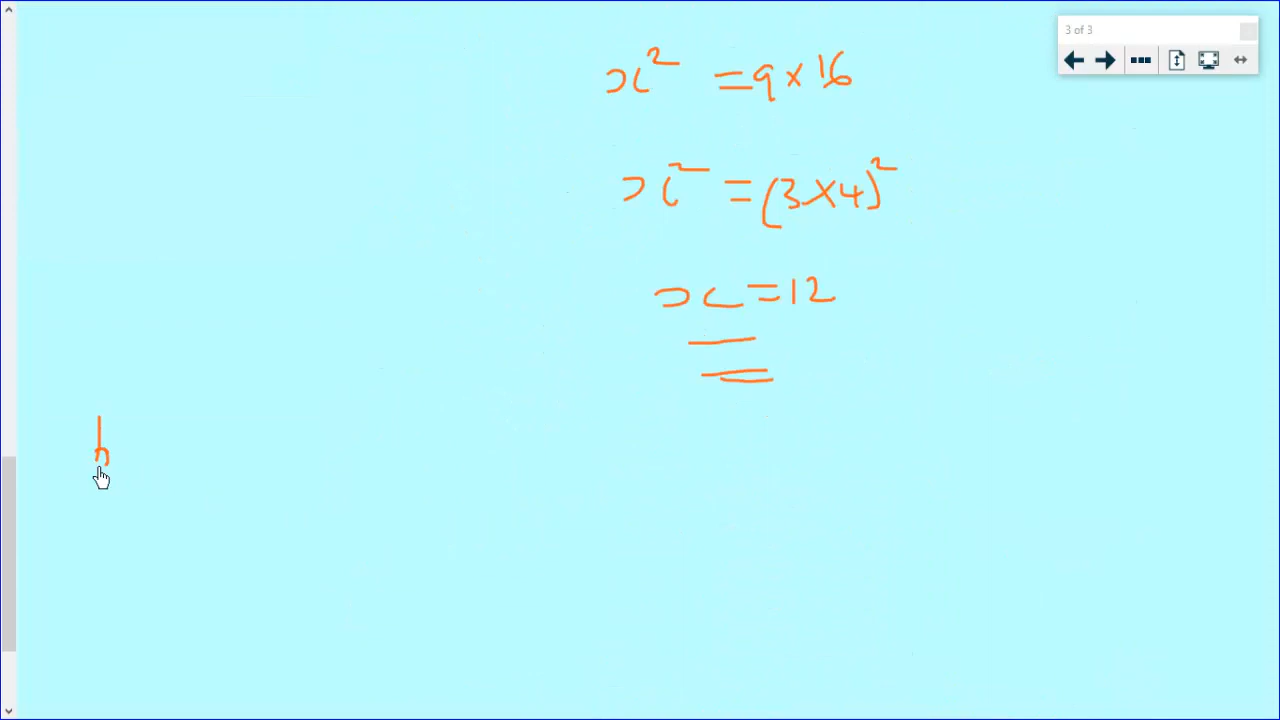 3 of 3
x² = 9 × 16
x² = (3 × 4)²
x = 12
h